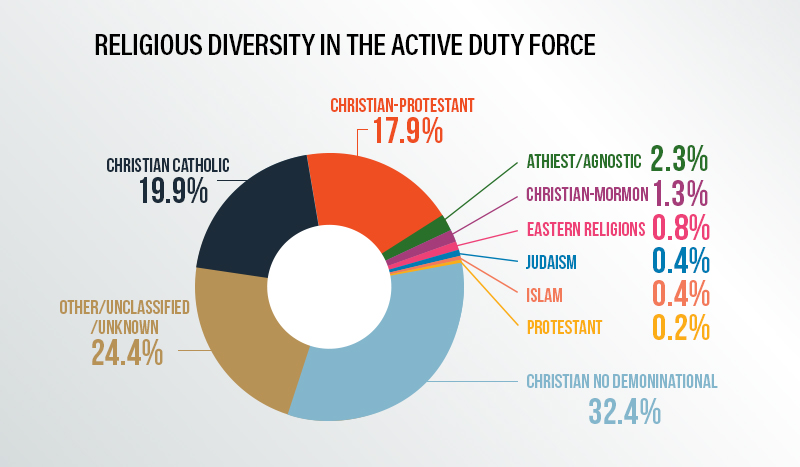 RELIGIOUS DIVERSITY IN THE ACTIVE DUTY FORCE
CHRISTIAN-PROTESTANT
17.9%
CHRISTIAN CATHOLIC
19.9%
ATHIEST/AGNOSTIC 2.3%
CHRISTIAN-MORMON 1.3%
EASTERN RELIGIONS 0.8%
JUDAISM 0.4%
ISLAM 0.4%
PROTESTANT 0.2%
OTHER/UNCLASSIFIED
/UNKNOWN
24.4%
CHRISTIAN NO DEMONINATIONAL
32.4%